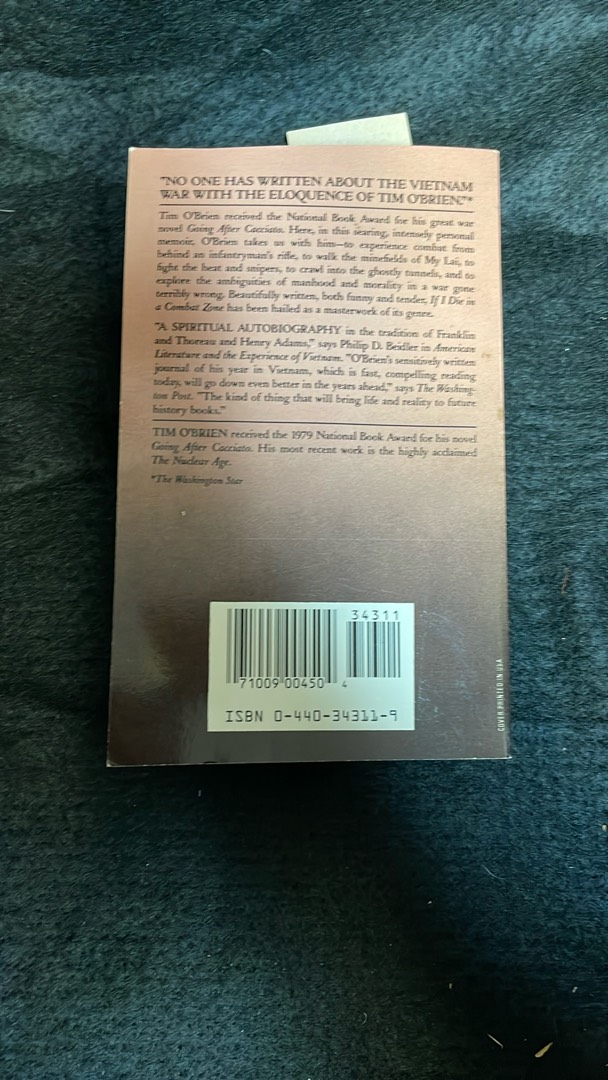 "NO ONE HAS WRITTEN ABOUT THE VIETNAM
WAR WITH THE ELOQUENCE OF TIM O'BRIEN."*
Tim O'Brien received the National Book Award for his great war
novel Going After Cacciato. Here, in this searing, intensely personal
memoir, O'Brien takes us with him—to experience combat from
behind an infantryman's rifle, to walk the minefields of My Lai, to
fight the heat and snipers, to crawl into the ghostly tunnels, and to
explore the ambiguities of manhood and morality in a war gone
terribly wrong. Beautifully written, both funny and tender, If I Die in
a Combat Zone has been hailed as a masterwork of its genre.
"A SPIRITUAL AUTOBIOGRAPHY in the tradition of Franklin
and Thoreau and Henry Adams," says Philip D. Beidler in American
Literature and the Experience of Vietnam. "O'Brien's sensitively written
journal of his year in Vietnam, which is fast, compelling reading
today, will go down even better in the years ahead," says The Washing-
ton Post. "The kind of thing that will bring life and reality to future
history books."
TIM O'BRIEN received the 1979 National Book Award for his novel
Going After Cacciato. His most recent work is the highly acclaimed
The Nuclear Age.
*The Washington Star
34311
71009 00450 4
ISBN 0-440-34311-9
COVER PRINTED IN USA